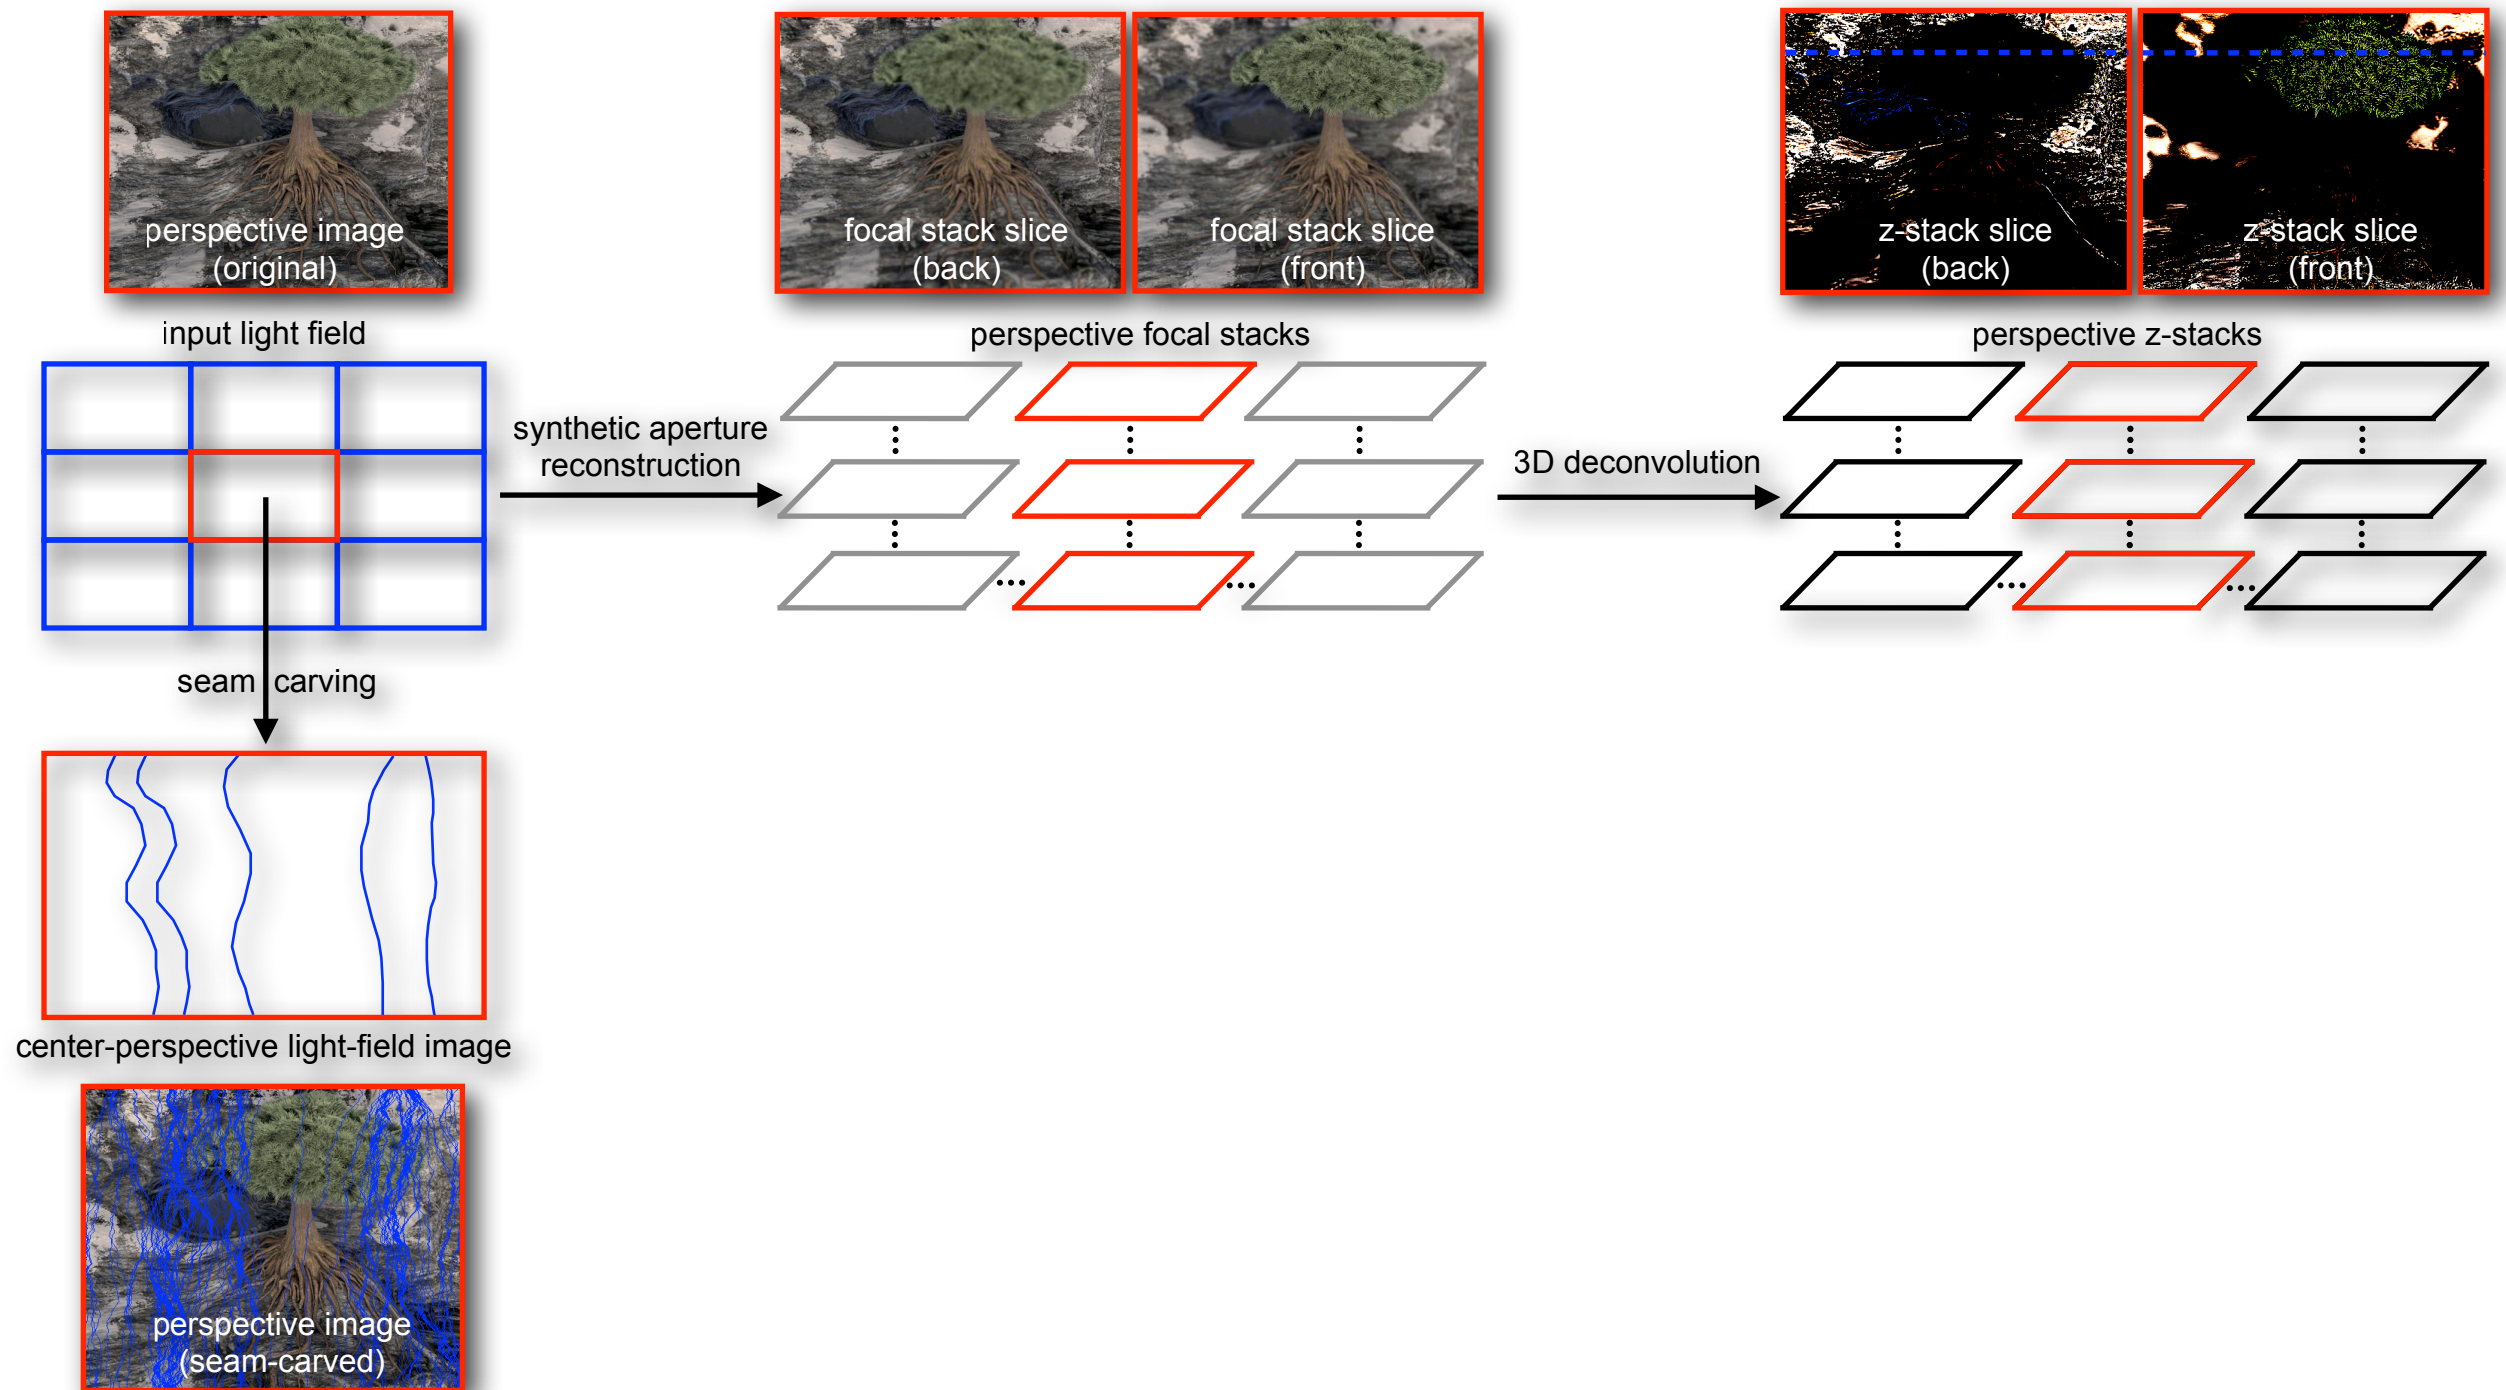 perspective image
(original)
input light field
focal stack slice
(back)
focal stack slice
(front)
perspective focal stacks
z-stack slice
(back)
z-stack slice
(front)
perspective z-stacks
synthetic aperture
reconstruction
3D deconvolution
seam carving
center-perspective light-field image
perspective image
(seam-carved)